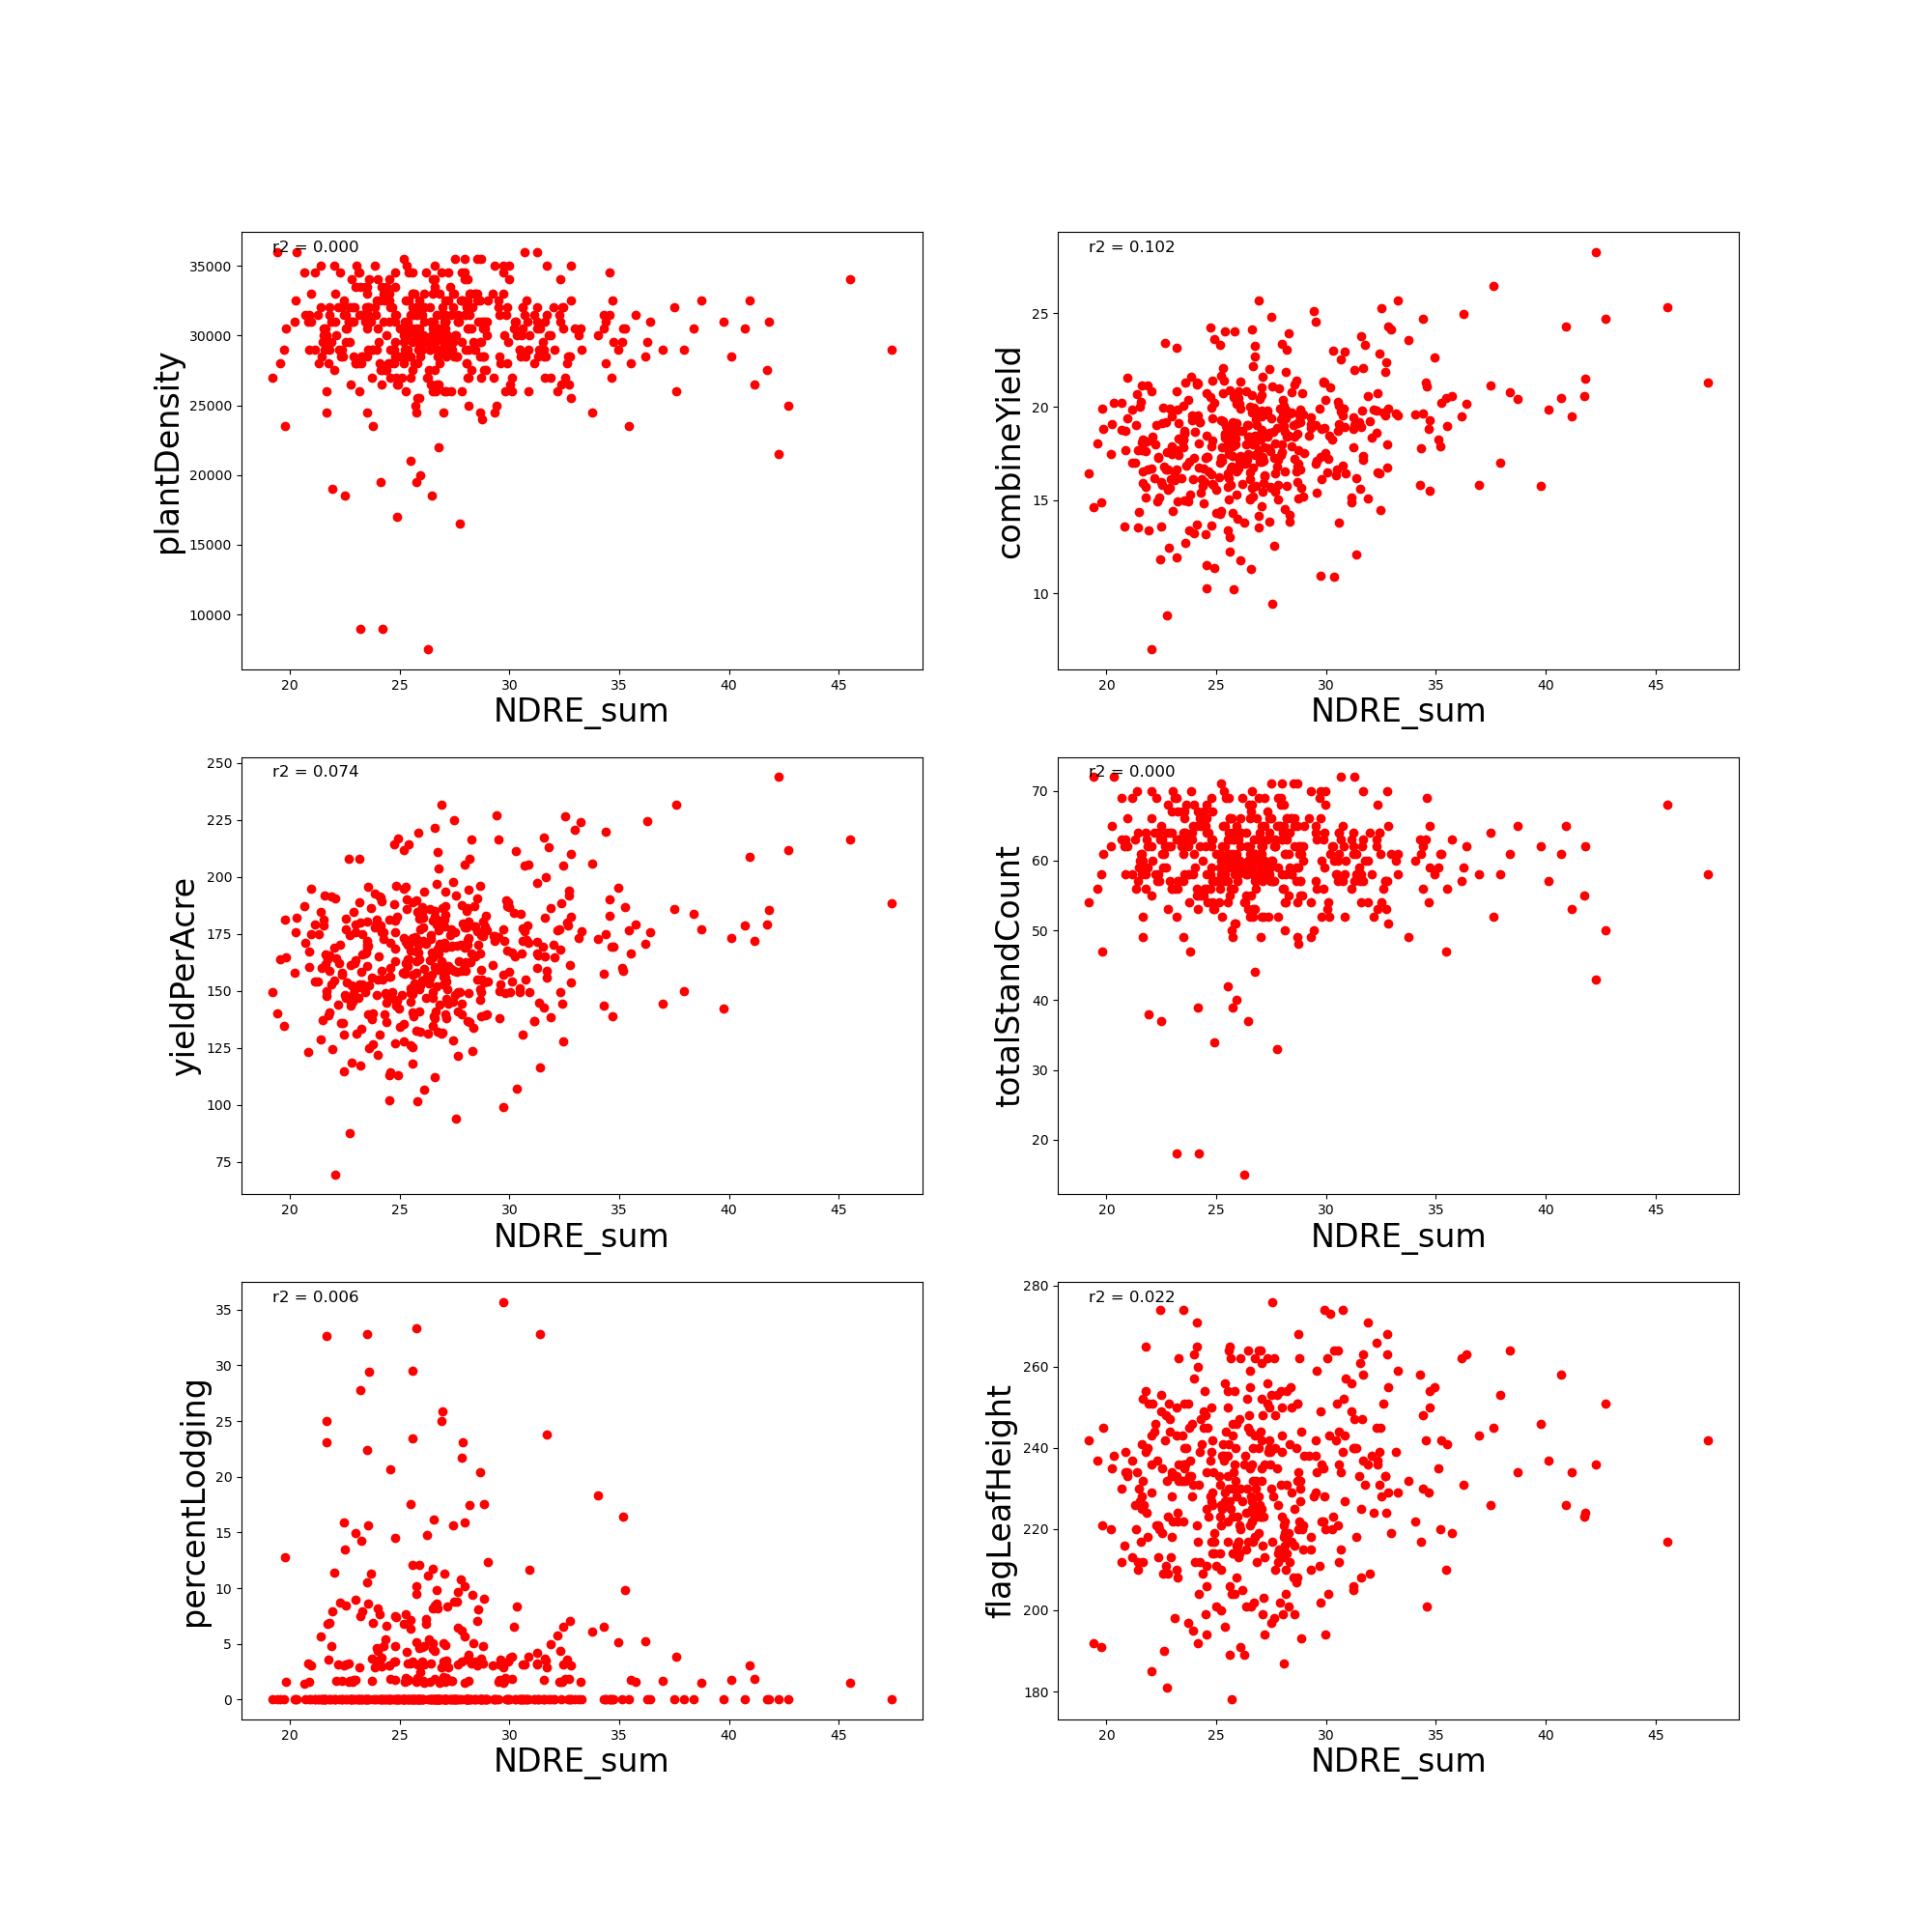 r2 = 0.000
35000
30000
25000
20000
15000
10000
plantDensity
20 25 30 35 40 45
NDRE_sum
r2 = 0.102
25
20
15
10
combineYield
20 25 30 35 40 45
NDRE_sum
r2 = 0.074
250
225
200
175
150
125
100
75
yieldPerAcre
20 25 30 35 40 45
NDRE_sum
r2 = 0.000
70
60
50
40
30
20
totalStandCount
20 25 30 35 40 45
NDRE_sum
r2 = 0.006
35
30
25
20
15
10
5
0
percentLodging
20 25 30 35 40 45
NDRE_sum
r2 = 0.022
280
260
240
220
200
180
flagLeafHeight
20 25 30 35 40 45
NDRE_sum